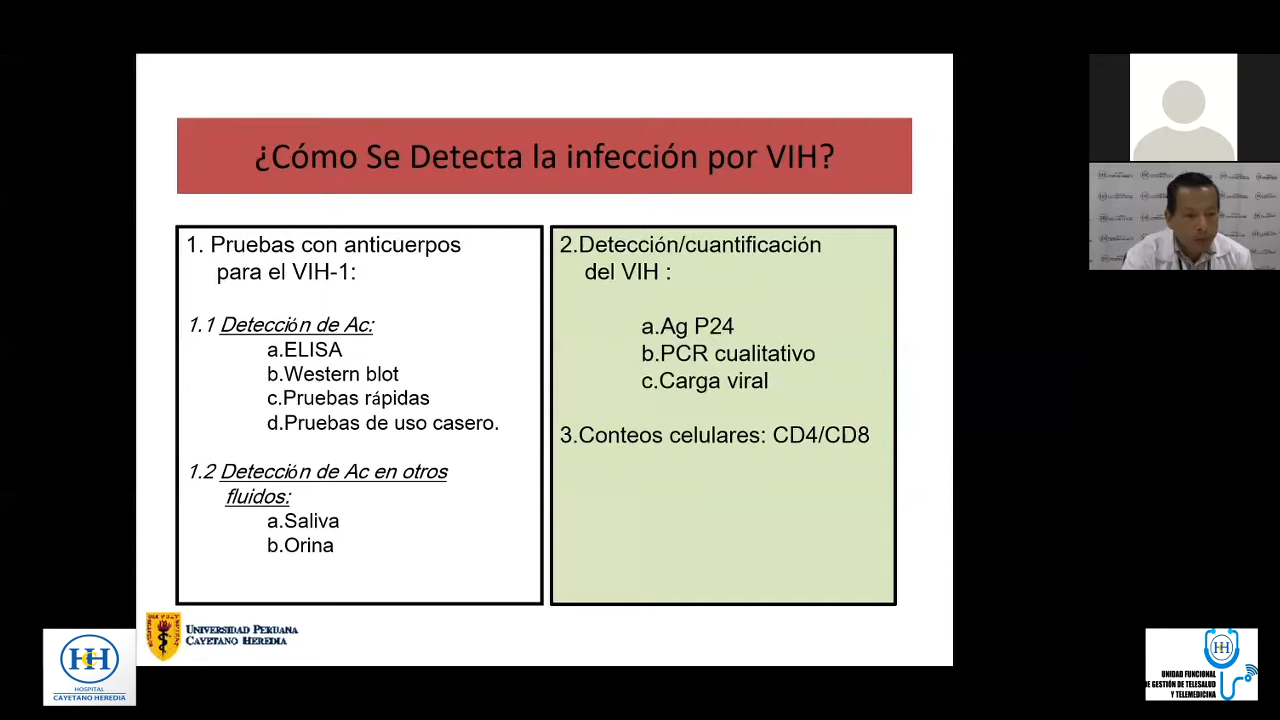 ¿Cómo Se Detecta la infección por VIH?
1. Pruebas con anticuerpos
para el VIH-1:
1.1 Detección de Ac:
a.ELISA
b.Western blot
c.Pruebas rápidas
d.Pruebas de uso casero.
1.2 Detección de Ac en otros
fluidos:
a.Saliva
b.Orina
2.Detección/cuantificación
del VIH :
a.Ag P24
b.PCR cualitativo
c.Carga viral
3.Conteos celulares: CD4/CD8
UNIVERSIDAD PERUANA
CAYETANO HEREDIA
HCH
HOSPITAL
CAYETANO HEREDIA
UNIDAD FUNCIONAL
DE GESTIÓN DE TELESALUD
Y TELEMEDICINA